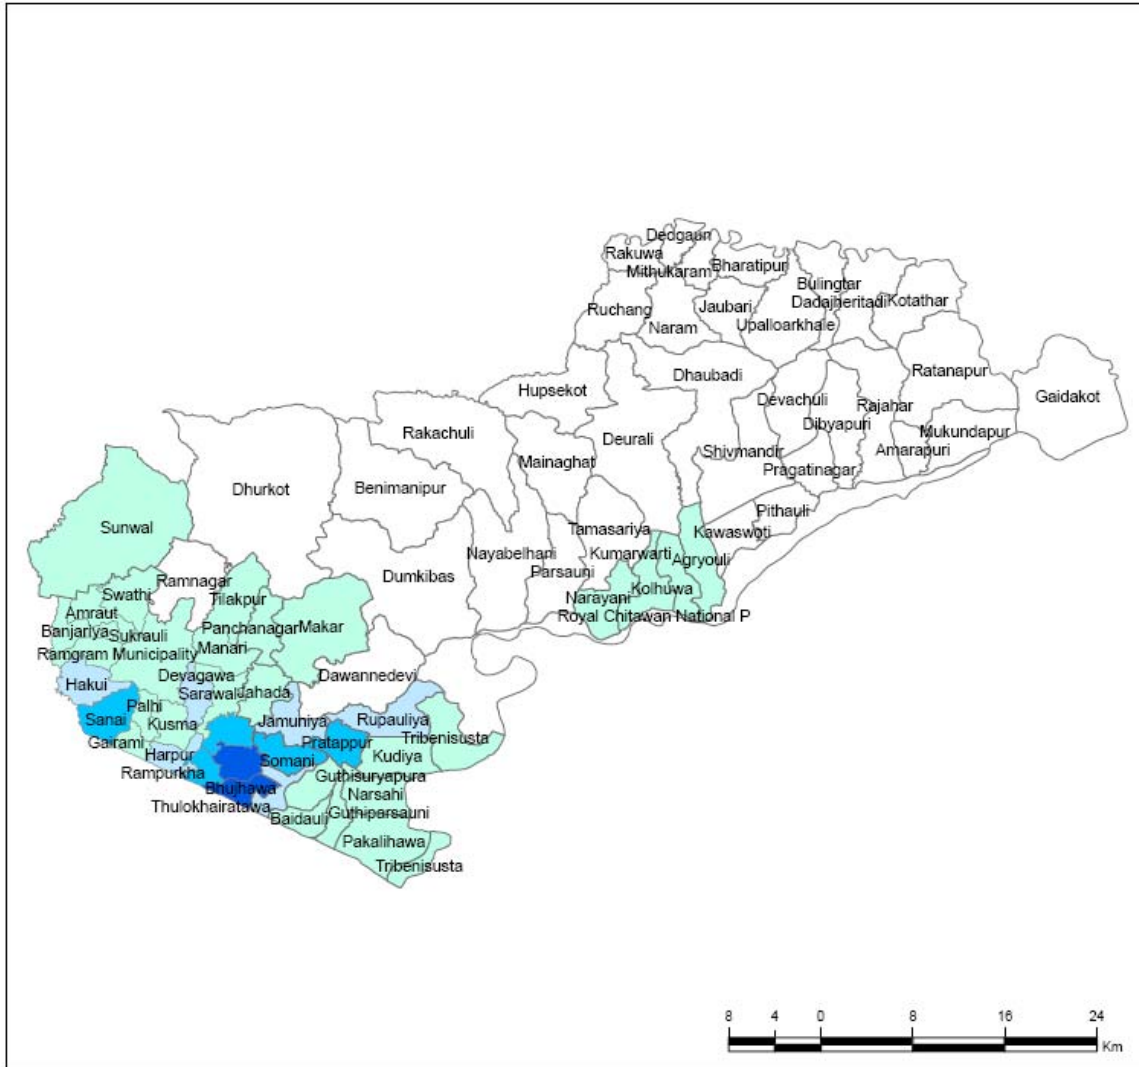 Dedgaun
Rakuwa
Mithukaram
Bharatipur
Bulingtar
Dadajheritadi
Kotathar
Ruchang
Jaubari
Naram
Upalloarkhale
Dhaubadi
Ratanapur
Hupsekot
Devachuli
Gaidakot
Rajahar
Dibyapuri
Rakachuli
Deurali
Mukundapur
Shivmandir
Amarapuri
Mainaghat
Pragatinagar
Benimanipur
Dhurkot
Pithauli
Sunwal
Tamasariya
Kawaswoti
Nayabelhani
Kumarwarti
Agryouli
Parsauni
Dumkibas
Ramnagar
Kolhuwa
Swathi
Tilakpur
Narayani
Amraut
Royal Chitawan National P
Banjariya
Sukrauli
Panchanagar
Makar
Manari
Ramgram Municipality
Devagawa
Dawannedevi
Hakui
Sarawal
Jahada
Palhi
Sanai
Kusma
Jamuniya
Rupauliya
Gairami
Pratappur
Tribenisusta
Harpur
Somani
Kudiya
Rampurkha
Guthisuryapura
Bhujhawa
Narsahi
Thulokhairatawa
Baidauli
Guthiparsauni
Pakalihawa
Tribenisusta
8 4 0 8 16 24
Km